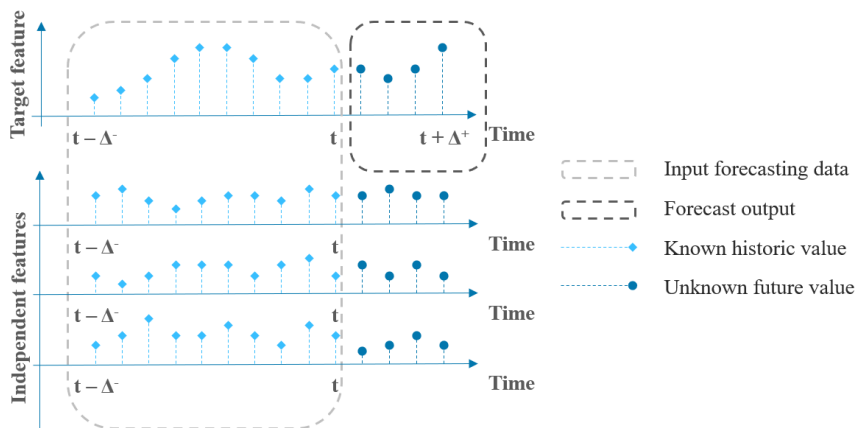 Target feature
t – Δ⁻
t
t + Δ⁺
Time
Independent features
t – Δ⁻
t
Time
t – Δ⁻
t
Time
t – Δ⁻
t
Time
Input forecasting data
Forecast output
Known historic value
Unknown future value